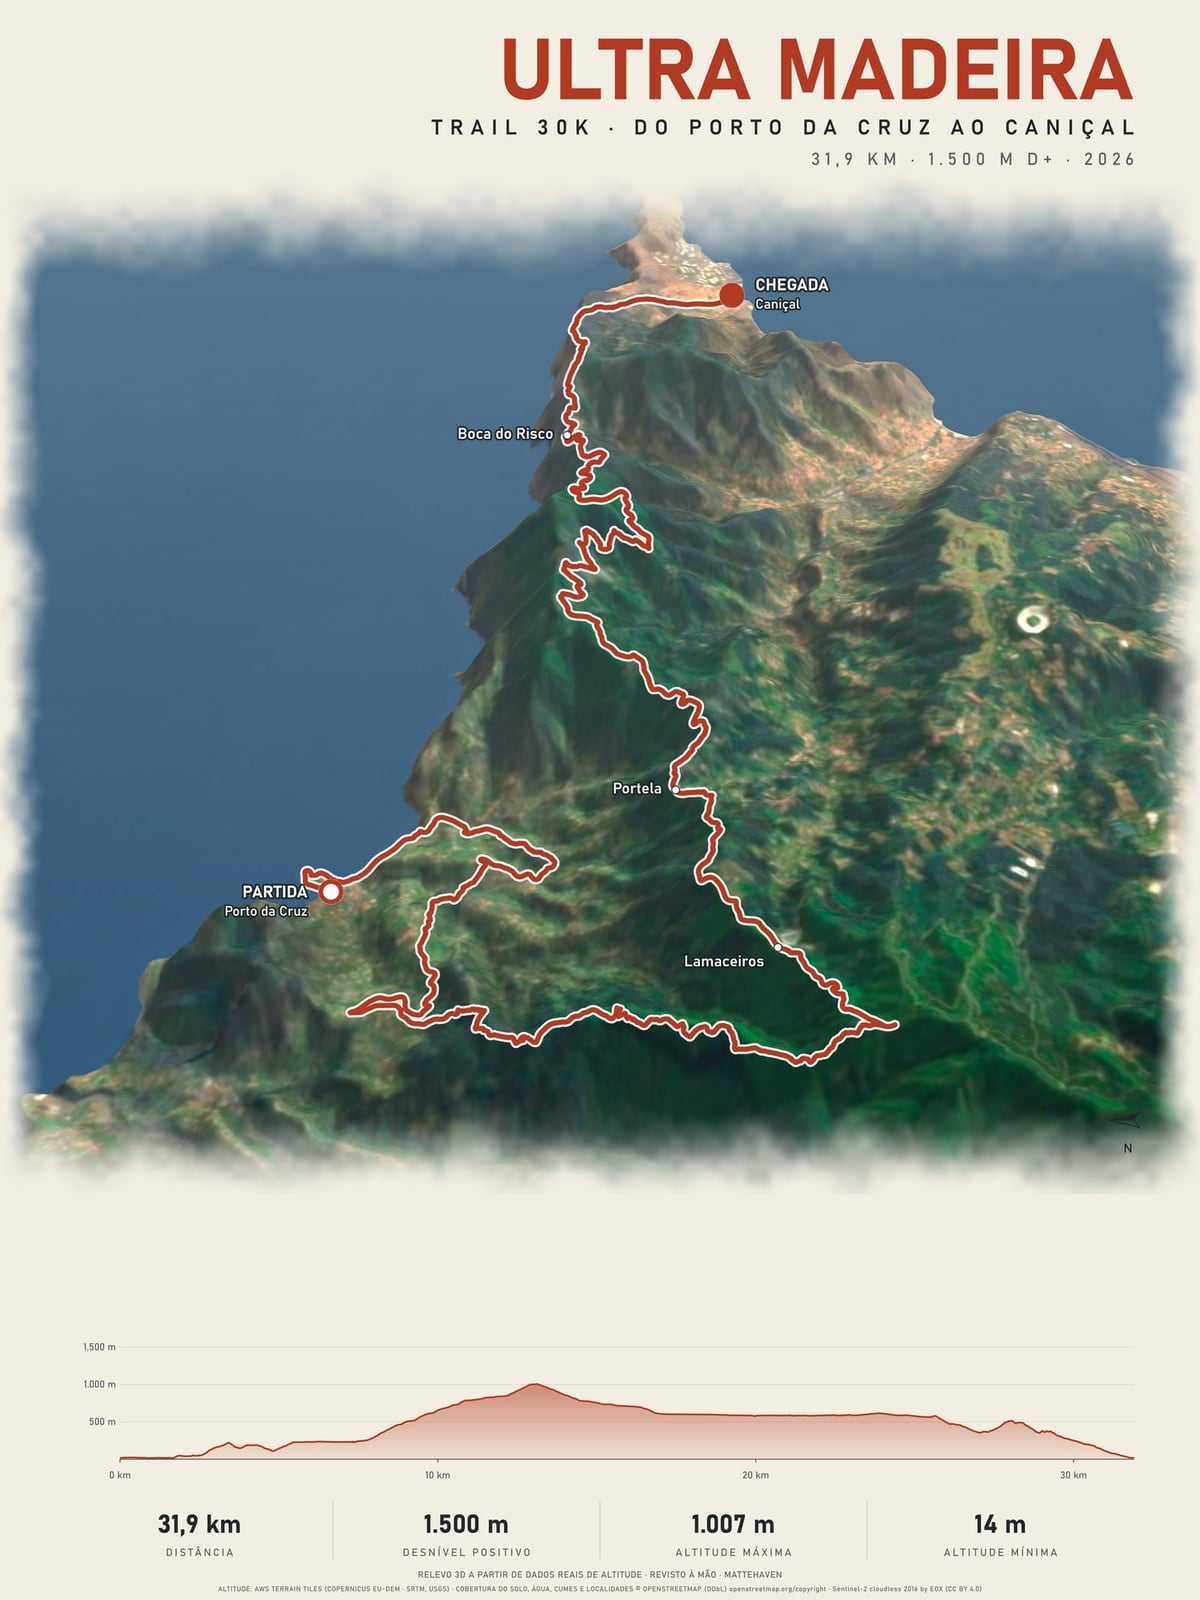 ULTRA MADEIRA
TRAIL 30K · DO PORTO DA CRUZ AO CANIÇAL
31,9 KM · 1.500 M D+ · 2026
CHEGADA
Caniçal
Boca do Risco
Portela
PARTIDA
Porto da Cruz
Lamaceiros
N
1.500 m
1.000 m
500 m
0 km
10 km
20 km
30 km
31,9 km
DISTÂNCIA
1.500 m
DESNÍVEL POSITIVO
1.007 m
ALTITUDE MÁXIMA
14 m
ALTITUDE MÍNIMA
RELEVO 3D A PARTIR DE DADOS REAIS DE ALTITUDE · REVISTO À MÃO · MATTEHAVEN
ALTITUDE: AWS TERRAIN TILES (COPERNICUS EU-DEM · SRTM, USGS) · COBERTURA DO SOLO, ÁGUA, CUMES E LOCALIDADES © OPENSTREETMAP (ODbL) openstreetmap.org/copyright · Sentinel-2 cloudless 2016 by EOX (CC BY 4.0)